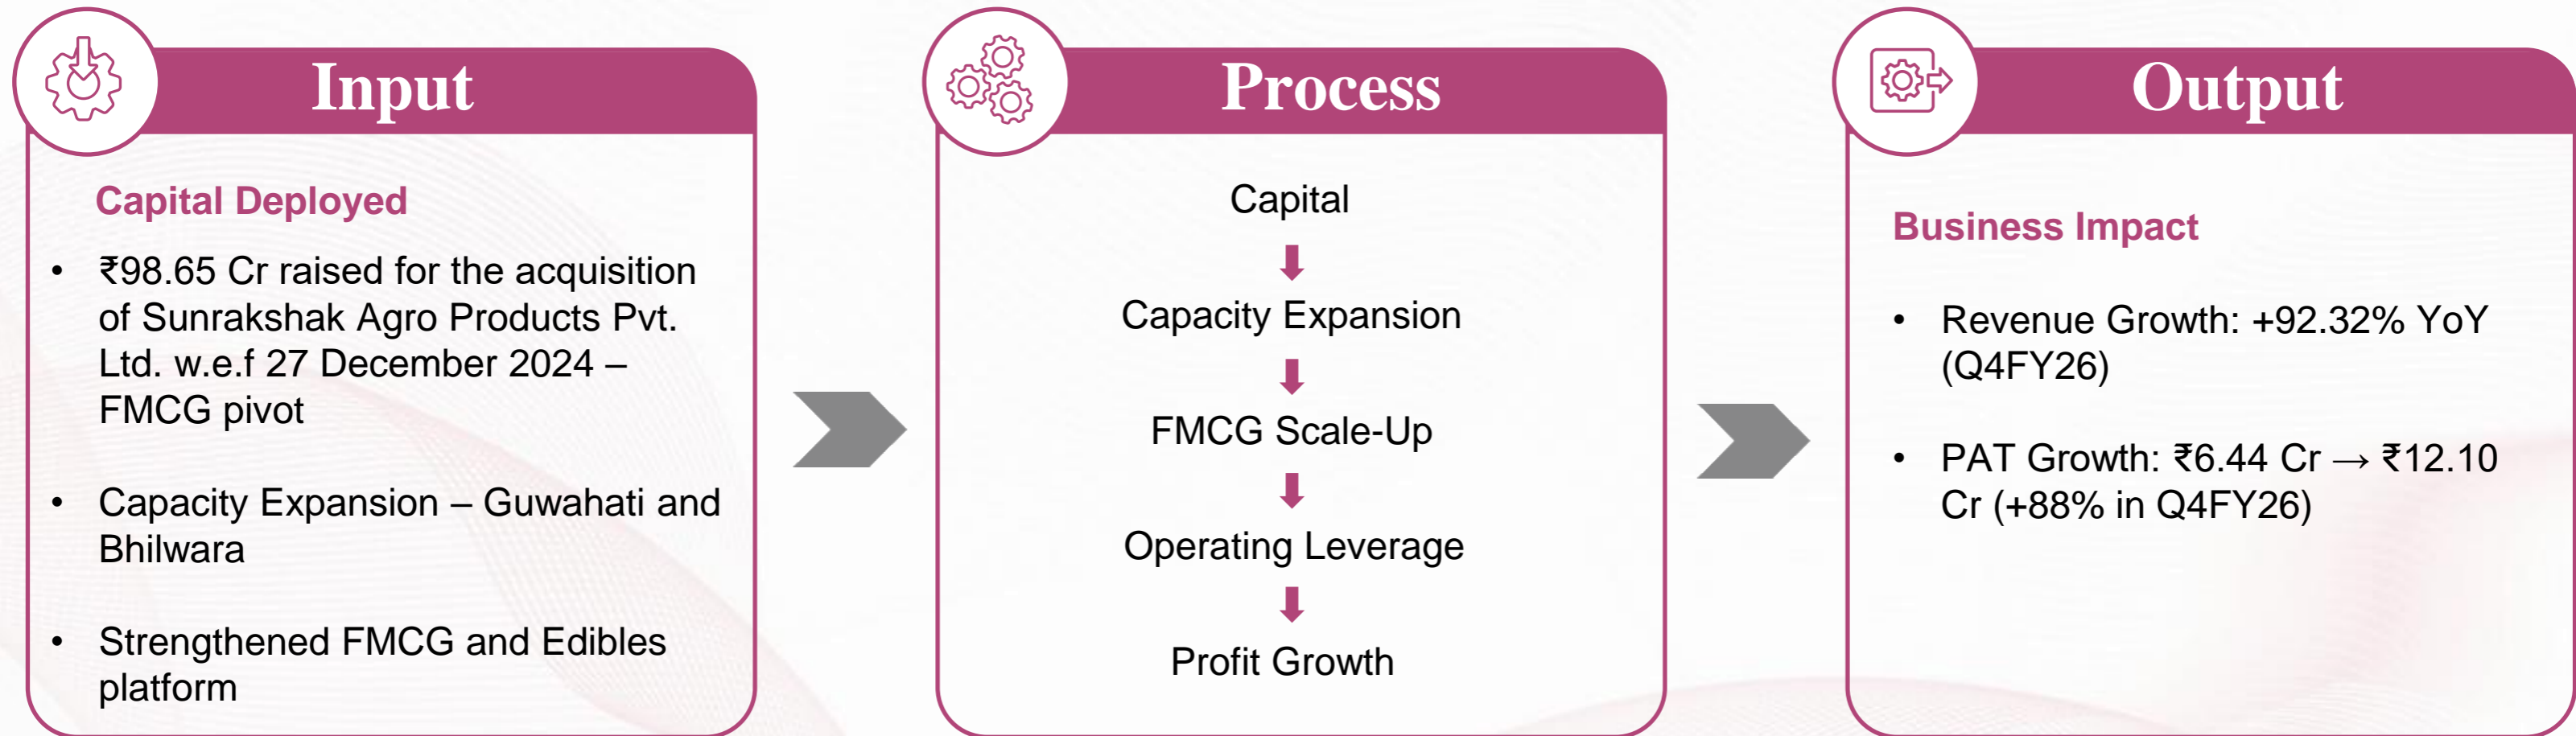 Input
Capital Deployed
• ₹98.65 Cr raised for the acquisition
of Sunrakshak Agro Products Pvt.
Ltd. w.e.f 27 December 2024 –
FMCG pivot
• Capacity Expansion – Guwahati and
Bhilwara
• Strengthened FMCG and Edibles
platform
Process
Capital
Capacity Expansion
FMCG Scale-Up
Operating Leverage
Profit Growth
Output
Business Impact
• Revenue Growth: +92.32% YoY
(Q4FY26)
• PAT Growth: ₹6.44 Cr → ₹12.10
Cr (+88% in Q4FY26)